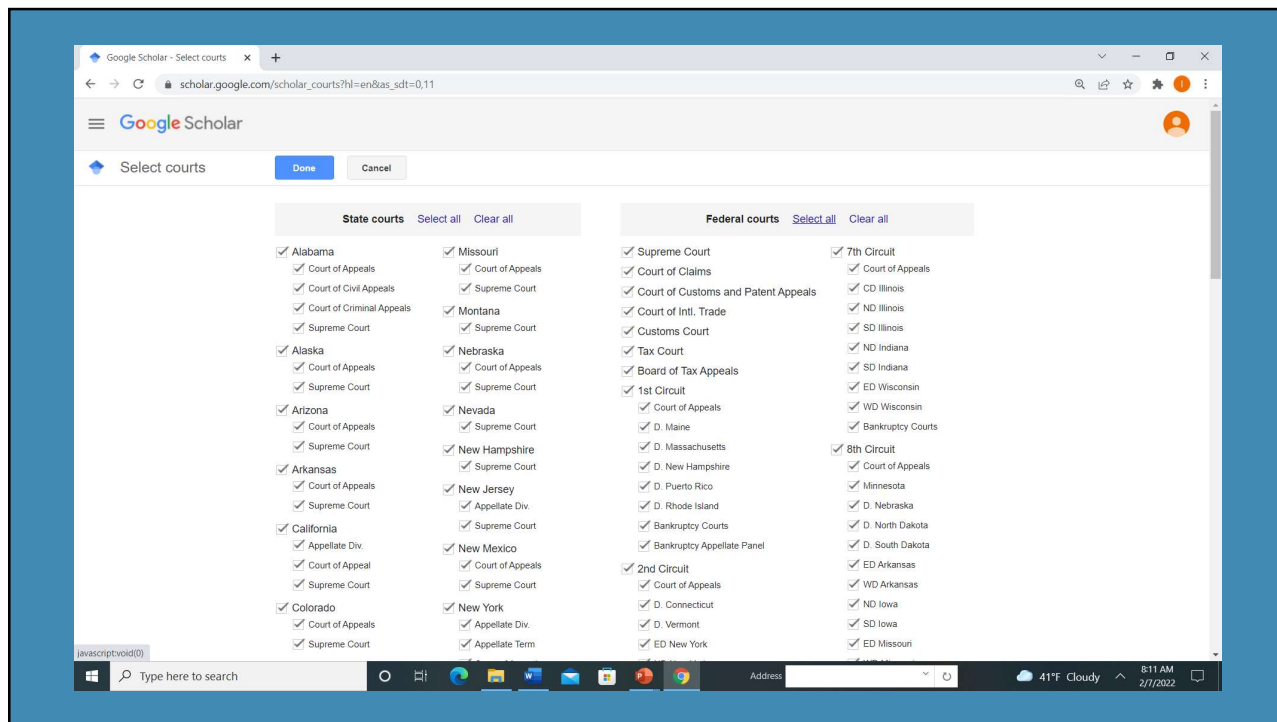 Google Scholar - Select courts
scholar.google.com/scholar_courts?hl=en&as_sdt=0,11
Google Scholar
Select courts
Done
Cancel
State courts Select all Clear all
Alabama
Court of Appeals
Court of Civil Appeals
Court of Criminal Appeals
Supreme Court
Alaska
Court of Appeals
Supreme Court
Arizona
Court of Appeals
Supreme Court
Arkansas
Court of Appeals
Supreme Court
California
Appellate Div.
Court of Appeal
Supreme Court
Colorado
Court of Appeals
Supreme Court
Missouri
Court of Appeals
Supreme Court
Montana
Supreme Court
Nebraska
Court of Appeals
Supreme Court
Nevada
Supreme Court
New Hampshire
Supreme Court
New Jersey
Appellate Div.
Supreme Court
New Mexico
Court of Appeals
Supreme Court
New York
Appellate Div.
Appellate Term
Federal courts Select all Clear all
Supreme Court
Court of Claims
Court of Customs and Patent Appeals
Court of Intl. Trade
Customs Court
Tax Court
Board of Tax Appeals
1st Circuit
Court of Appeals
D. Maine
D. Massachusetts
D. New Hampshire
D. Puerto Rico
D. Rhode Island
Bankruptcy Courts
Bankruptcy Appellate Panel
2nd Circuit
Court of Appeals
D. Connecticut
D. Vermont
ED New York
7th Circuit
Court of Appeals
CD Illinois
ND Illinois
SD Illinois
ND Indiana
SD Indiana
ED Wisconsin
WD Wisconsin
Bankruptcy Courts
8th Circuit
Court of Appeals
Minnesota
D. Nebraska
D. North Dakota
D. South Dakota
ED Arkansas
WD Arkansas
ND Iowa
SD Iowa
ED Missouri
javascript:void(0)
Type here to search
Address
41°F Cloudy
8:11 AM
2/7/2022